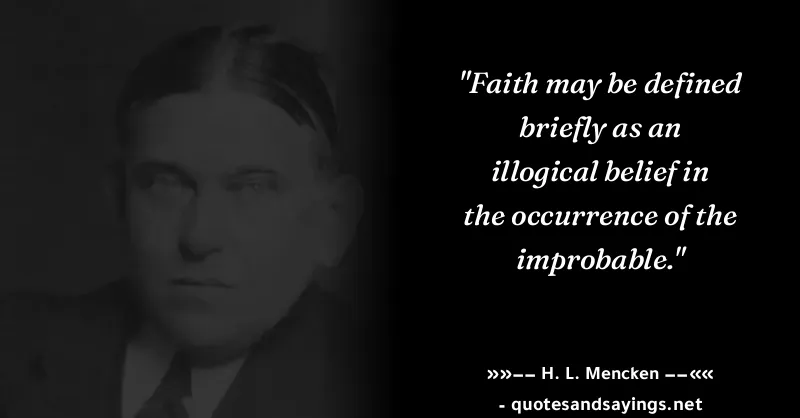 "Faith may be defined
briefly as an
illogical belief in
the occurrence of the
improbable."
»»–– H. L. Mencken ––««
- quotesandsayings.net